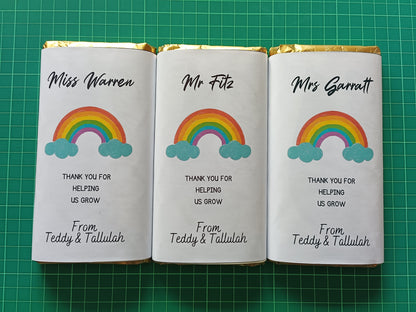 Miss Warren
THANK YOU FOR
HELPING
US GROW
From
Teddy & Tallulah
Mr Fitz
THANK YOU FOR
HELPING
US GROW
From
Teddy & Tallulah
Mrs Garratt
THANK YOU FOR
HELPING
US GROW
From
Teddy & Tallulah